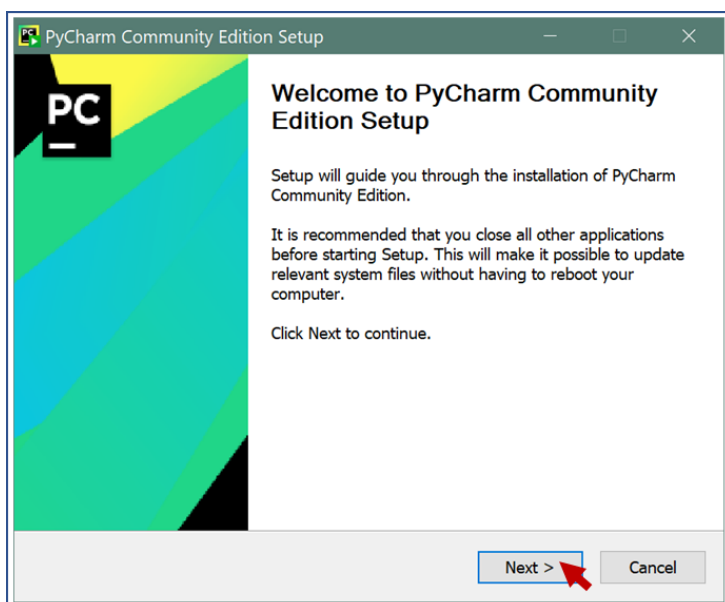 PyCharm Community Edition Setup
PC
Welcome to PyCharm Community
Edition Setup
Setup will guide you through the installation of PyCharm
Community Edition.
It is recommended that you close all other applications
before starting Setup. This will make it possible to update
relevant system files without having to reboot your
computer.
Click Next to continue.
Next >
Cancel